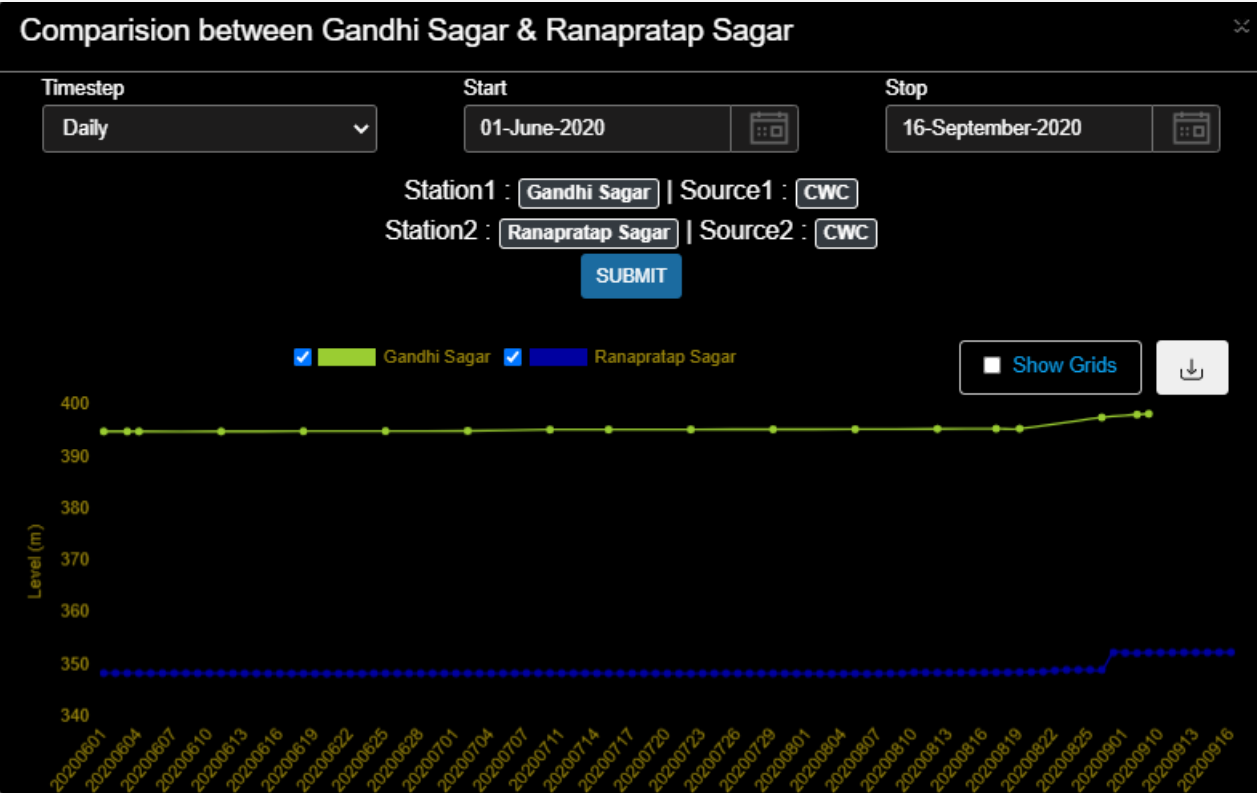 Comparision between Gandhi Sagar & Ranapratap Sagar
Timestep Start Stop
Daily 01-June-2020 16-September-2020
Station1 : Gandhi Sagar | Source1 : CWC
Station2 : Ranapratap Sagar | Source2 : CWC
SUBMIT
Gandhi Sagar Ranapratap Sagar Show Grids
400
390
380
370
360
350
340
Level (m)
20200601 20200604 20200607 20200610 20200613 20200616 20200619 20200622 20200625 20200628 20200701 20200704 20200707 20200711 20200714 20200717 20200720 20200723 20200726 20200729 20200801 20200804 20200807 20200810 20200813 20200816 20200819 20200822 20200825 20200901 20200910 20200913 20200916